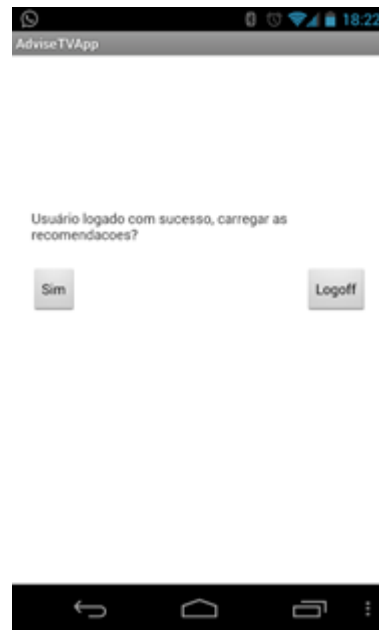 18:22
AdviseTVApp
Usuário logado com sucesso, carregar as
recomendacoes?
Sim
Logoff